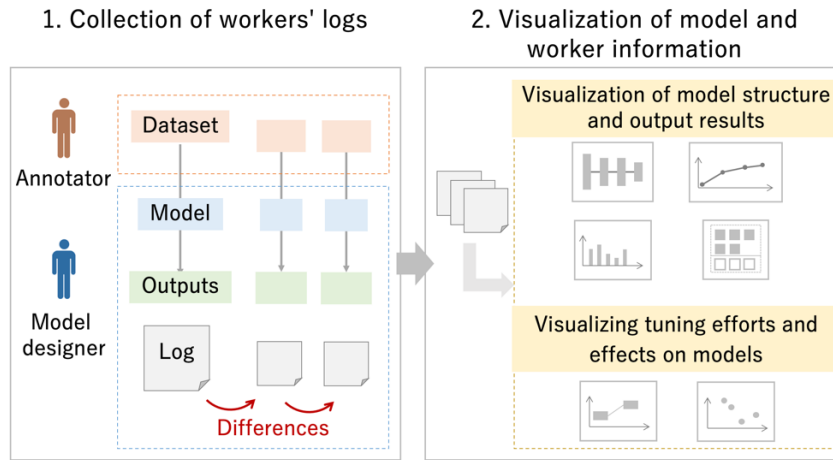 1. Collection of workers' logs
2. Visualization of model and
worker information
Annotator
Model
designer
Dataset
Model
Outputs
Log
Differences
Visualization of model structure
and output results
Visualizing tuning efforts and
effects on models